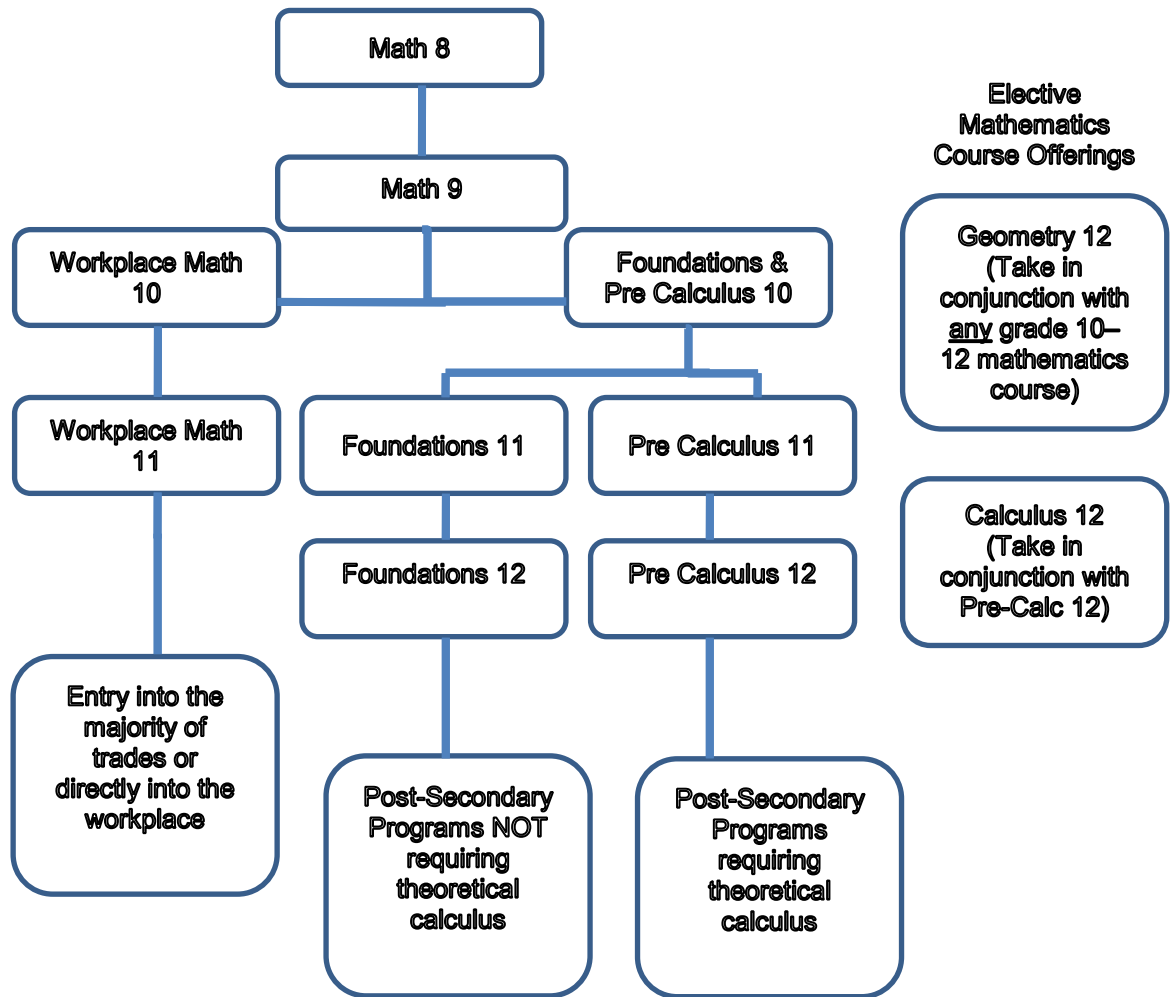 Math 8
Math 9
Workplace Math
10
Foundations &
Pre Calculus 10
Workplace Math
11
Foundations 11
Pre Calculus 11
Foundations 12
Pre Calculus 12
Entry into the
majority of
trades or
directly into the
workplace
Post-Secondary
Programs NOT
requiring
theoretical
calculus
Post-Secondary
Programs
requiring
theoretical
calculus
Elective
Mathematics
Course Offerings
Geometry 12
(Take in
conjunction with
any grade 10–
12 mathematics
course)
Calculus 12
(Take in
conjunction with
Pre-Calc 12)